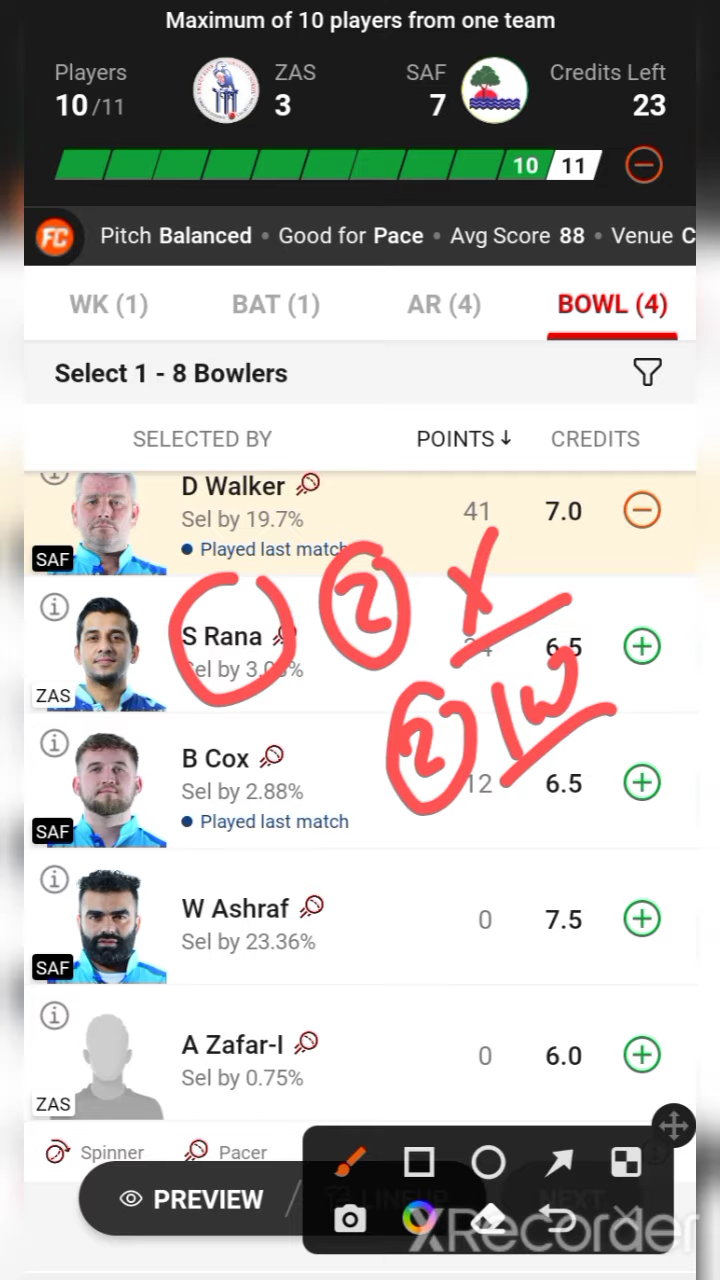 Maximum of 10 players from one team
Players ZAS SAF Credits Left
10/11 3 7 23
10 11
FC Pitch Balanced • Good for Pace • Avg Score 88 • Venue C
WK (1) BAT (1) AR (4) BOWL (4)
Select 1 - 8 Bowlers
SELECTED BY POINTS↓ CREDITS
D Walker
Sel by 19.7% 41 7.0
• Played last match
SAF
2 X
S Rana 6.5
Sel by
ZAS
2 1W
B Cox
Sel by 2.88% 12 6.5
• Played last match
SAF
W Ashraf
Sel by 23.36% 0 7.5
SAF
A Zafar-I
Sel by 0.75% 0 6.0
ZAS
Spinner Pacer
PREVIEW
XRecorder